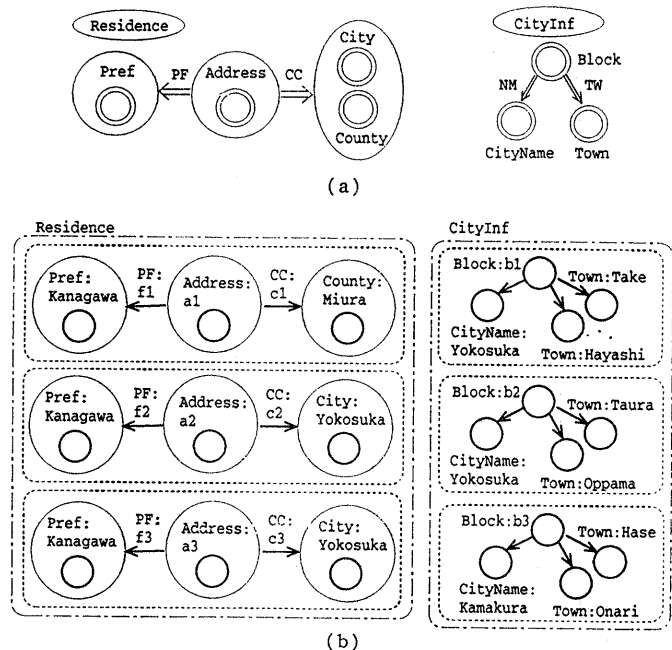 Residence
Pref
PF
Address
CC
City
County
CityInf
Block
NM
TW
CityName
Town
(a)
Residence
Pref:
Kanagawa
PF:
f1
Address:
a1
CC:
c1
County:
Miura
Pref:
Kanagawa
PF:
f2
Address:
a2
CC:
c2
City:
Yokosuka
Pref:
Kanagawa
PF:
f3
Address:
a3
CC:
c3
City:
Yokosuka
CityInf
Block:b1
Town:Take
CityName:
Yokosuka
Town:Hayashi
...
Block:b2
Town:Taura
CityName:
Yokosuka
Town:Oppama
Block:b3
Town:Hase
CityName:
Kamakura
Town:Onari
(b)